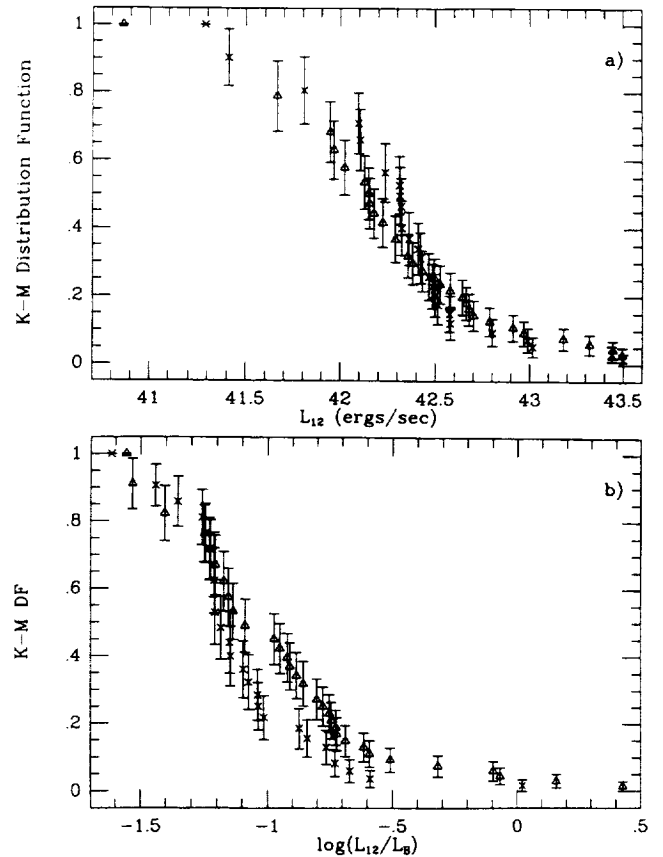 a)
K-M Distribution Function
1
.8
.6
.4
.2
0
41 41.5 42 42.5 43 43.5
L₁₂ (ergs/sec)
b)
K-M DF
1
.8
.6
.4
.2
0
-1.5 -1 -.5 0 .5
log(L₁₂/L_B)